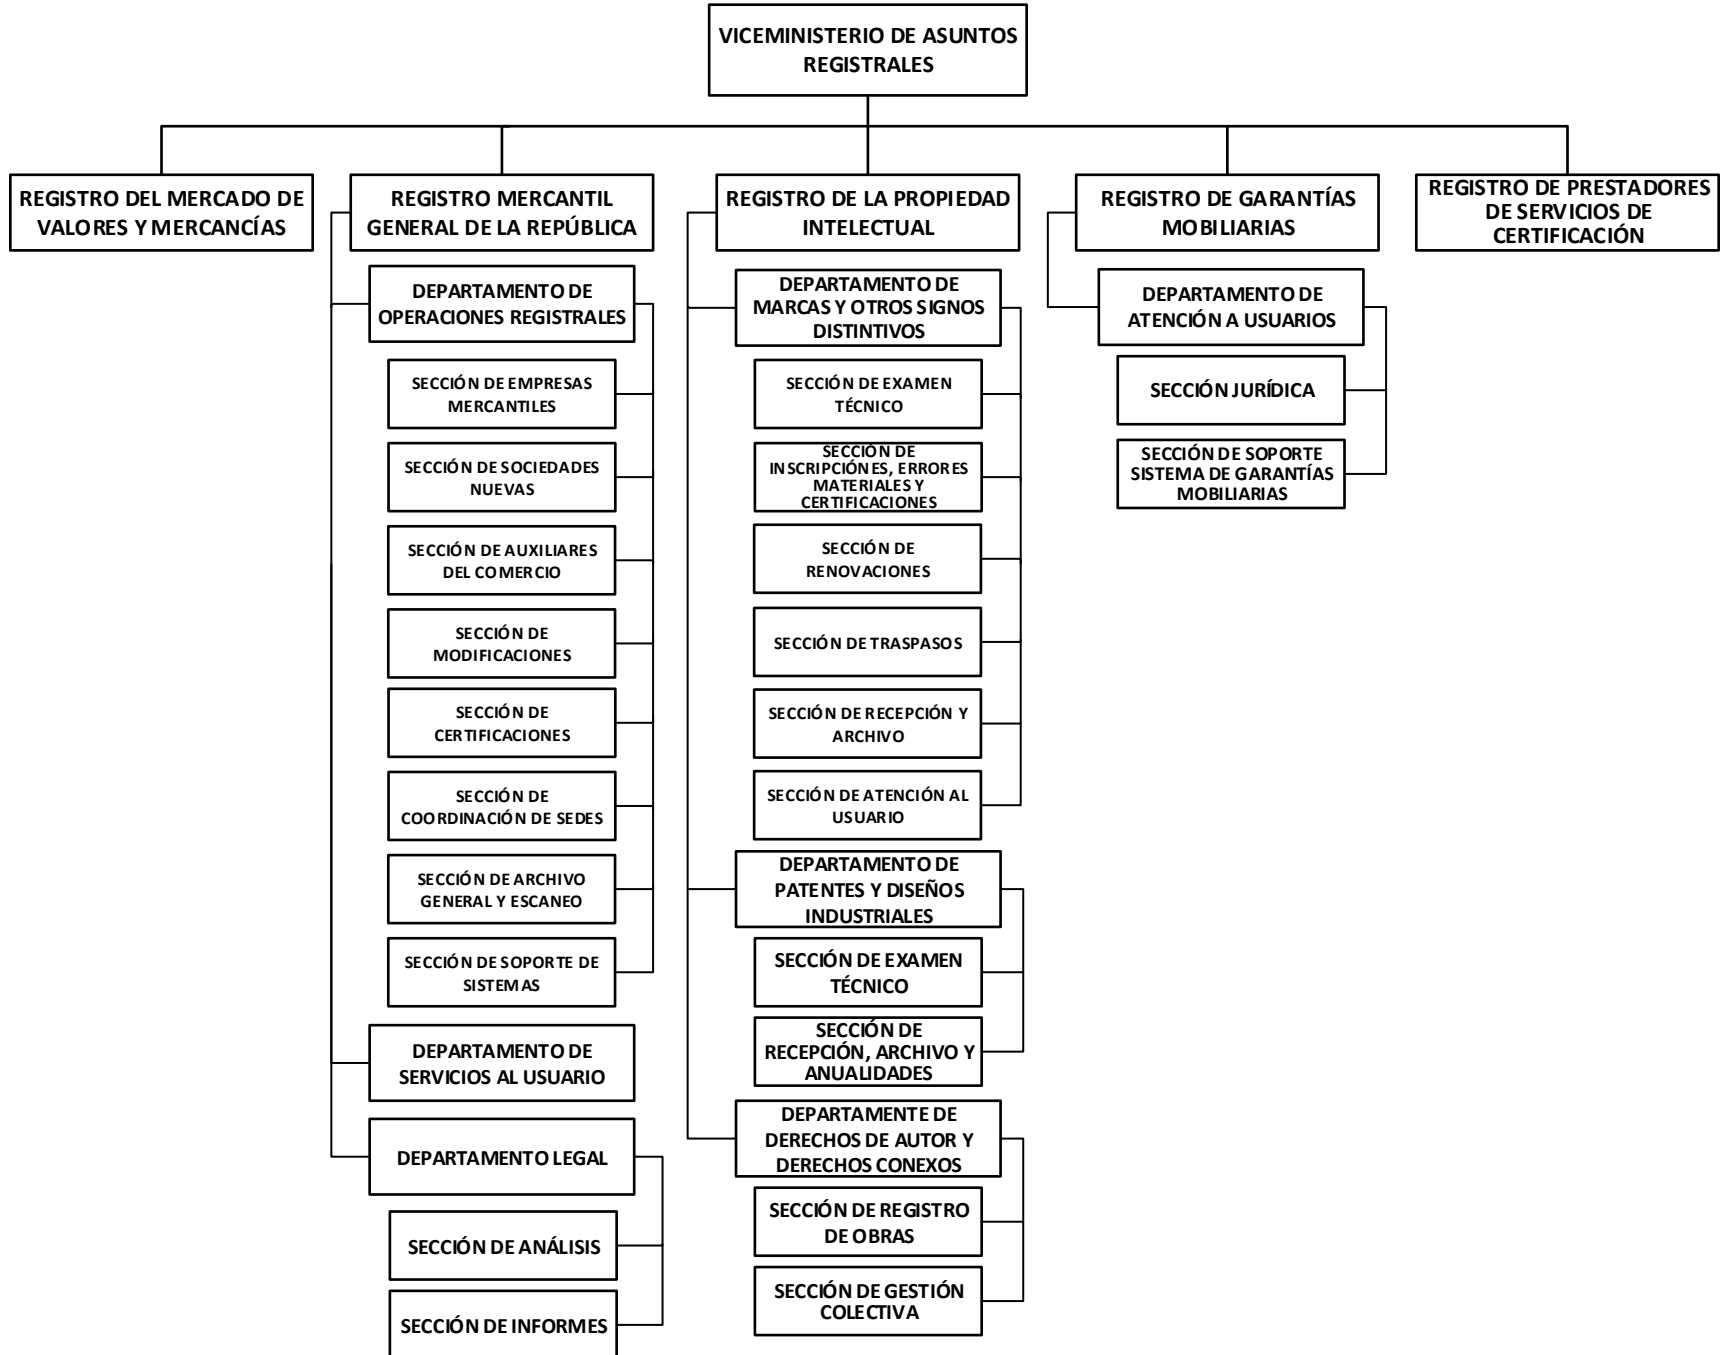 VICEMINISTERIO DE ASUNTOS
REGISTRALES
REGISTRO DEL MERCADO DE
VALORES Y MERCANCÍAS
REGISTRO MERCANTIL
GENERAL DE LA REPÚBLICA
REGISTRO DE LA PROPIEDAD
INTELECTUAL
REGISTRO DE GARANTÍAS
MOBILIARIAS
REGISTRO DE PRESTADORES
DE SERVICIOS DE
CERTIFICACIÓN
DEPARTAMENTO DE
OPERACIONES REGISTRALES
SECCIÓN DE EMPRESAS
MERCANTILES
SECCIÓN DE SOCIEDADES
NUEVAS
SECCIÓN DE AUXILIARES
DEL COMERCIO
SECCIÓN DE
MODIFICACIONES
SECCIÓN DE
CERTIFICACIONES
SECCIÓN DE
COORDINACIÓN DE SEDES
SECCIÓN DE ARCHIVO
GENERAL Y ESCANEO
SECCIÓN DE SOPORTE DE
SISTEMAS
DEPARTAMENTO DE
SERVICIOS AL USUARIO
DEPARTAMENTO LEGAL
SECCIÓN DE ANÁLISIS
SECCIÓN DE INFORMES
DEPARTAMENTO DE
MARCAS Y OTROS SIGNOS
DISTINTIVOS
SECCIÓN DE EXAMEN
TÉCNICO
SECCIÓN DE
INSCRIPCIÓNES, ERRORES
MATERIALES Y
CERTIFICACIONES
SECCIÓN DE
RENOVACIONES
SECCIÓN DE TRASPASOS
SECCIÓN DE RECEPCIÓN Y
ARCHIVO
SECCIÓN DE ATENCIÓN AL
USUARIO
DEPARTAMENTO DE
PATENTES Y DISEÑOS
INDUSTRIALES
SECCIÓN DE EXAMEN
TÉCNICO
SECCIÓN DE
RECEPCIÓN, ARCHIVO Y
ANUALIDADES
DEPARTAMENTE DE
DERECHOS DE AUTOR Y
DERECHOS CONEXOS
SECCIÓN DE REGISTRO
DE OBRAS
SECCIÓN DE GESTIÓN
COLECTIVA
DEPARTAMENTO DE
ATENCIÓN A USUARIOS
SECCIÓN JURÍDICA
SECCIÓN DE SOPORTE
SISTEMA DE GARANTÍAS
MOBILIARIAS